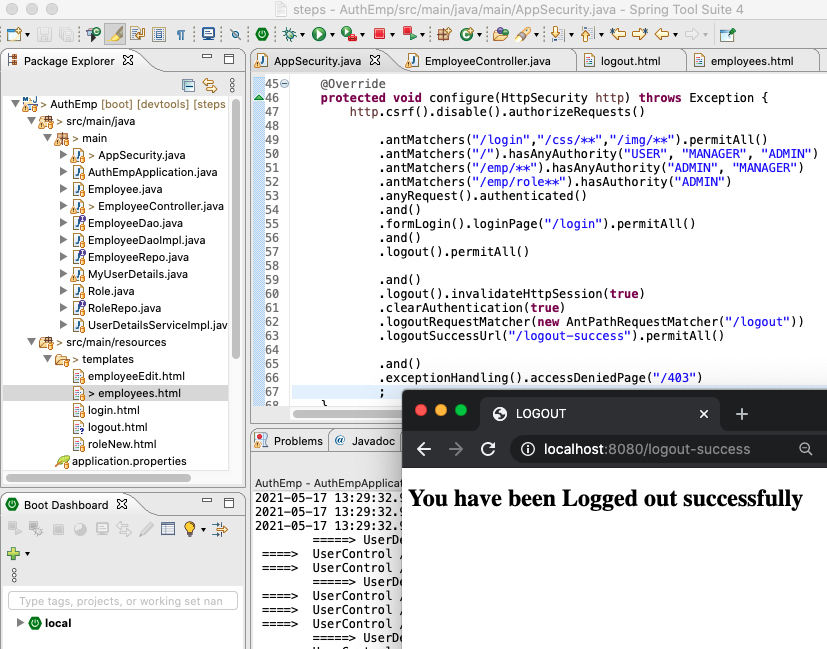 steps - AuthEmp/src/main/java/main/AppSecurity.java - Spring Tool Suite 4
Package Explorer
AppSecurity.java
EmployeeController.java
logout.html
employees.html
> AuthEmp [boot] [devtools] [steps
> src/main/java
> main
> AppSecurity.java
AuthEmpApplication.java
Employee.java
> EmployeeController.java
EmployeeDao.java
EmployeeDaoImpl.java
EmployeeRepo.java
MyUserDetails.java
Role.java
RoleRepo.java
UserDetailsServiceImpl.jav
> src/main/resources
> templates
employeeEdit.html
> employees.html
login.html
logout.html
roleNew.html
application.properties
45 @Override
46 protected void configure(HttpSecurity http) throws Exception {
47 http.csrf().disable().authorizeRequests()
48
49 .antMatchers("/login","/css/**","/img/**").permitAll()
50 .antMatchers("/").hasAnyAuthority("USER", "MANAGER", "ADMIN")
51 .antMatchers("/emp/**").hasAnyAuthority("ADMIN", "MANAGER")
52 .antMatchers("/emp/role**").hasAuthority("ADMIN")
53 .anyRequest().authenticated()
54 .and()
55 .formLogin().loginPage("/login").permitAll()
56 .and()
57 .logout().permitAll()
58
59 .and()
60 .logout().invalidateHttpSession(true)
61 .clearAuthentication(true)
62 .logoutRequestMatcher(new AntPathRequestMatcher("/logout"))
63 .logoutSuccessUrl("/logout-success").permitAll()
64
65 .and()
66 .exceptionHandling().accessDeniedPage("/403")
67 ;
68 }
Boot Dashboard
Type tags, projects, or working set nan
local
Problems
@ Javadoc
AuthEmp - AuthEmpApplicat
2021-05-17 13:29:32.9
2021-05-17 13:29:32.9
2021-05-17 13:29:32.9
=====> UserDe
====> UserControl /
====> UserControl /
=====> UserDe
====> UserControl /
====> UserControl /
====> UserControl /
=====> UserDe
LOGOUT
localhost:8080/logout-success
You have been Logged out successfully